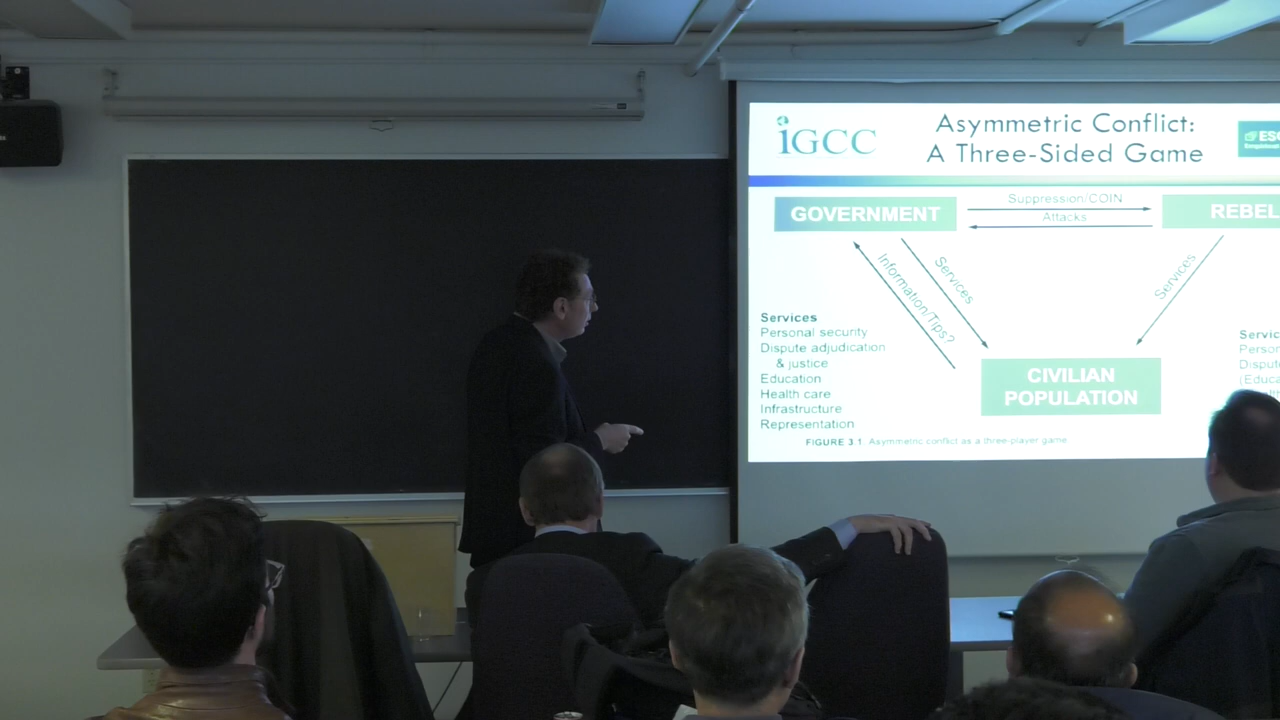 iGCC
Asymmetric Conflict:
A Three-Sided Game
GOVERNMENT
Suppression/COIN
Attacks
REBEL
Information/Tips?
Services
Services
Services
Personal security
Dispute adjudication
& justice
Education
Health care
Infrastructure
Representation
CIVILIAN
POPULATION
FIGURE 3.1 Asymmetric conflict as a three-player game